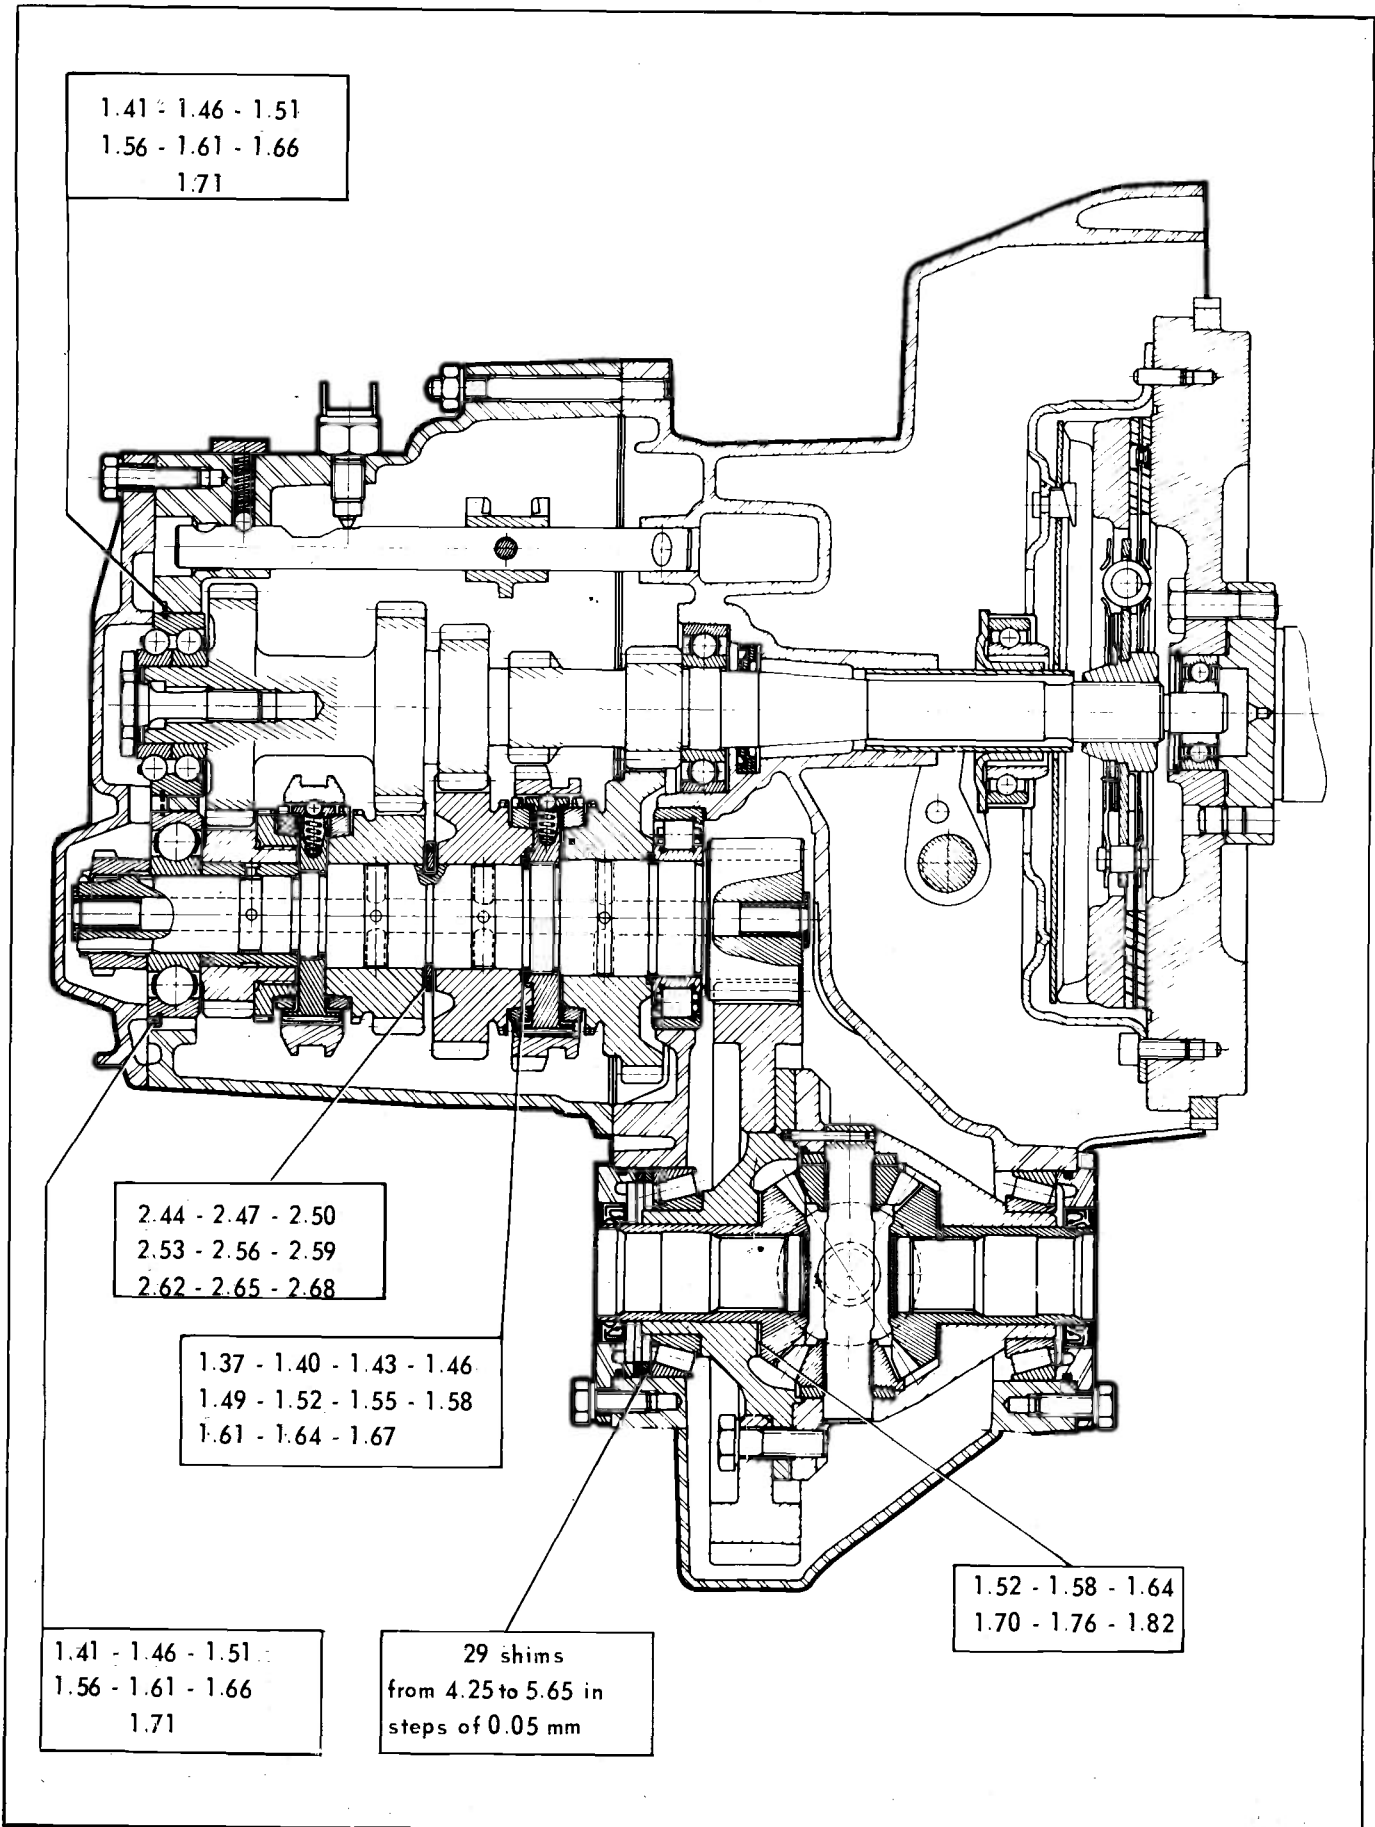 1.41 - 1.46 - 1.51
1.56 - 1.61 - 1.66
1.71
2.44 - 2.47 - 2.50
2.53 - 2.56 - 2.59
2.62 - 2.65 - 2.68
1.37 - 1.40 - 1.43 - 1.46
1.49 - 1.52 - 1.55 - 1.58
1.61 - 1.64 - 1.67
1.52 - 1.58 - 1.64
1.70 - 1.76 - 1.82
1.41 - 1.46 - 1.51
1.56 - 1.61 - 1.66
1.71
29 shims
from 4.25 to 5.65 in
steps of 0.05 mm